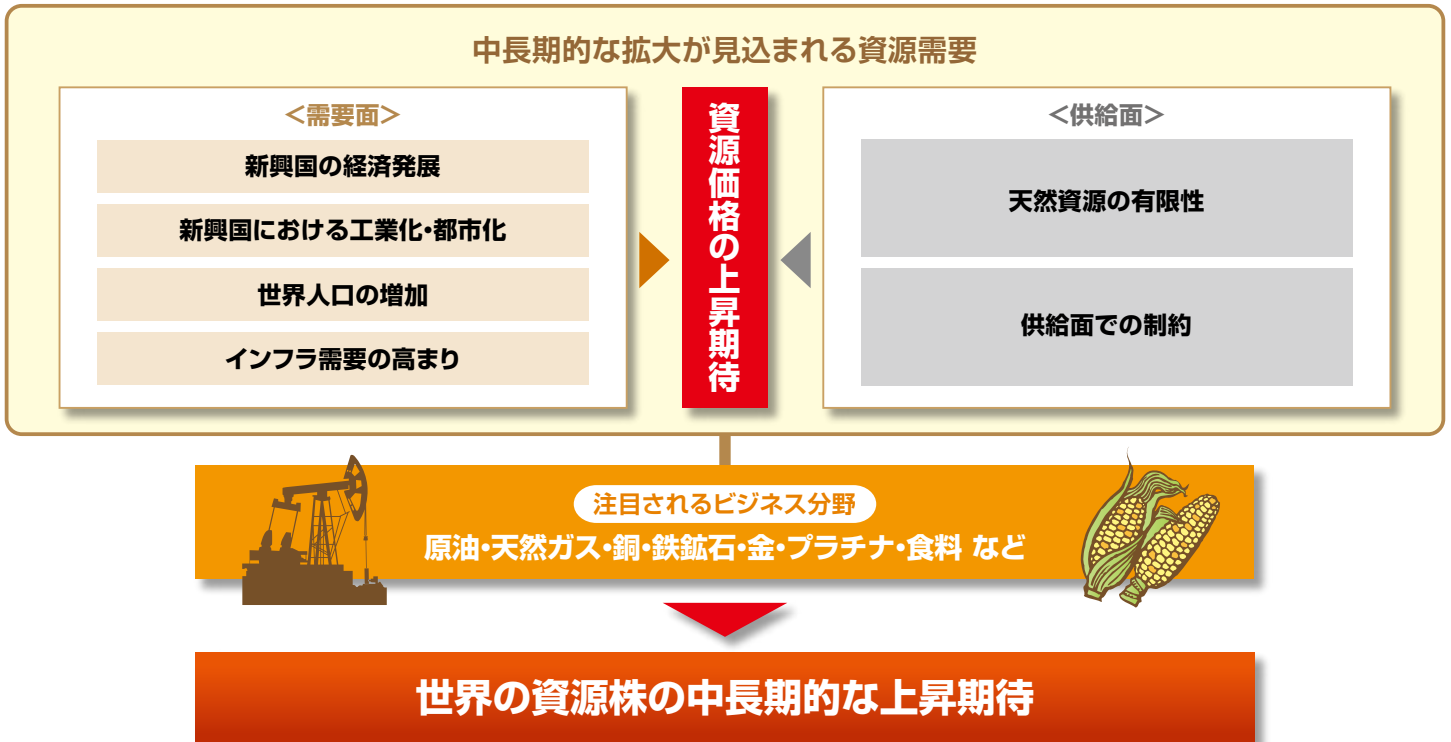 中長期的な拡大が見込まれる資源需要
＜需要面＞
新興国の経済発展
新興国における工業化・都市化
世界人口の増加
インフラ需要の高まり
資源価格の上昇期待
＜供給面＞
天然資源の有限性
供給面での制約
注目されるビジネス分野
原油・天然ガス・銅・鉄鉱石・金・プラチナ・食料 など
世界の資源株の中長期的な上昇期待